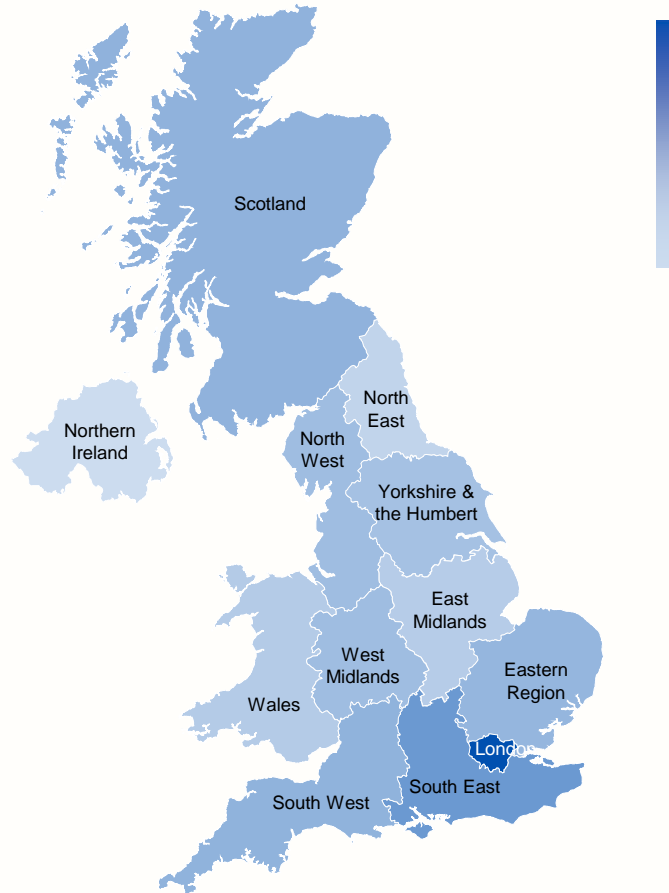 Scotland
North
East
Northern
Ireland
North
West
Yorkshire &
the Humbert
East
Midlands
West
Midlands
Eastern
Region
Wales
London
South East
South West